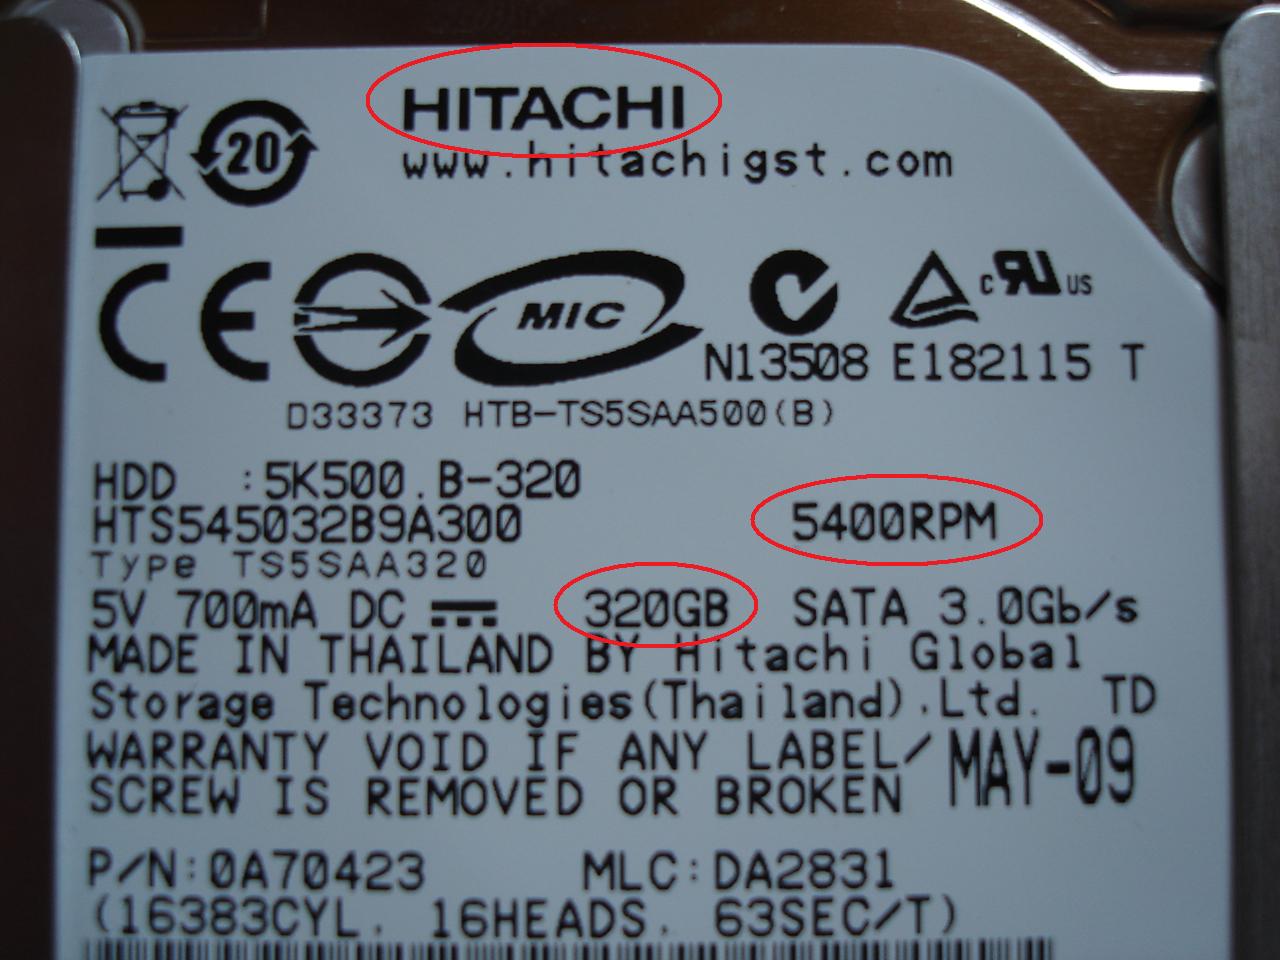 HITACHI
20
www.hitachigst.com
CE
MIC
c RU US
N13508 E182115 T
D33373 HTB-TS5SAA500(B)
HDD :5K500.B-320
HTS545032B9A300
5400RPM
Type TS5SAA320
5V 700mA DC 320GB SATA 3.0Gb/s
MADE IN THAILAND BY Hitachi Global
Storage Technologies(Thailand).Ltd. TD
WARRANTY VOID IF ANY LABEL/
SCREW IS REMOVED OR BROKEN
MAY-09
P/N:0A70423 MLC:DA2831
(16383CYL. 16HEADS. 63SEC/T)